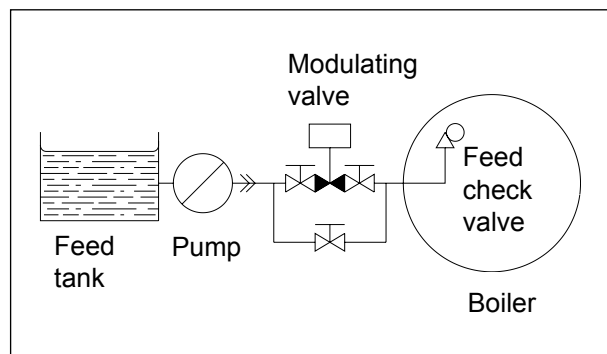 Modulating
valve
Feed
check
valve
Feed
tank
Pump
Boiler